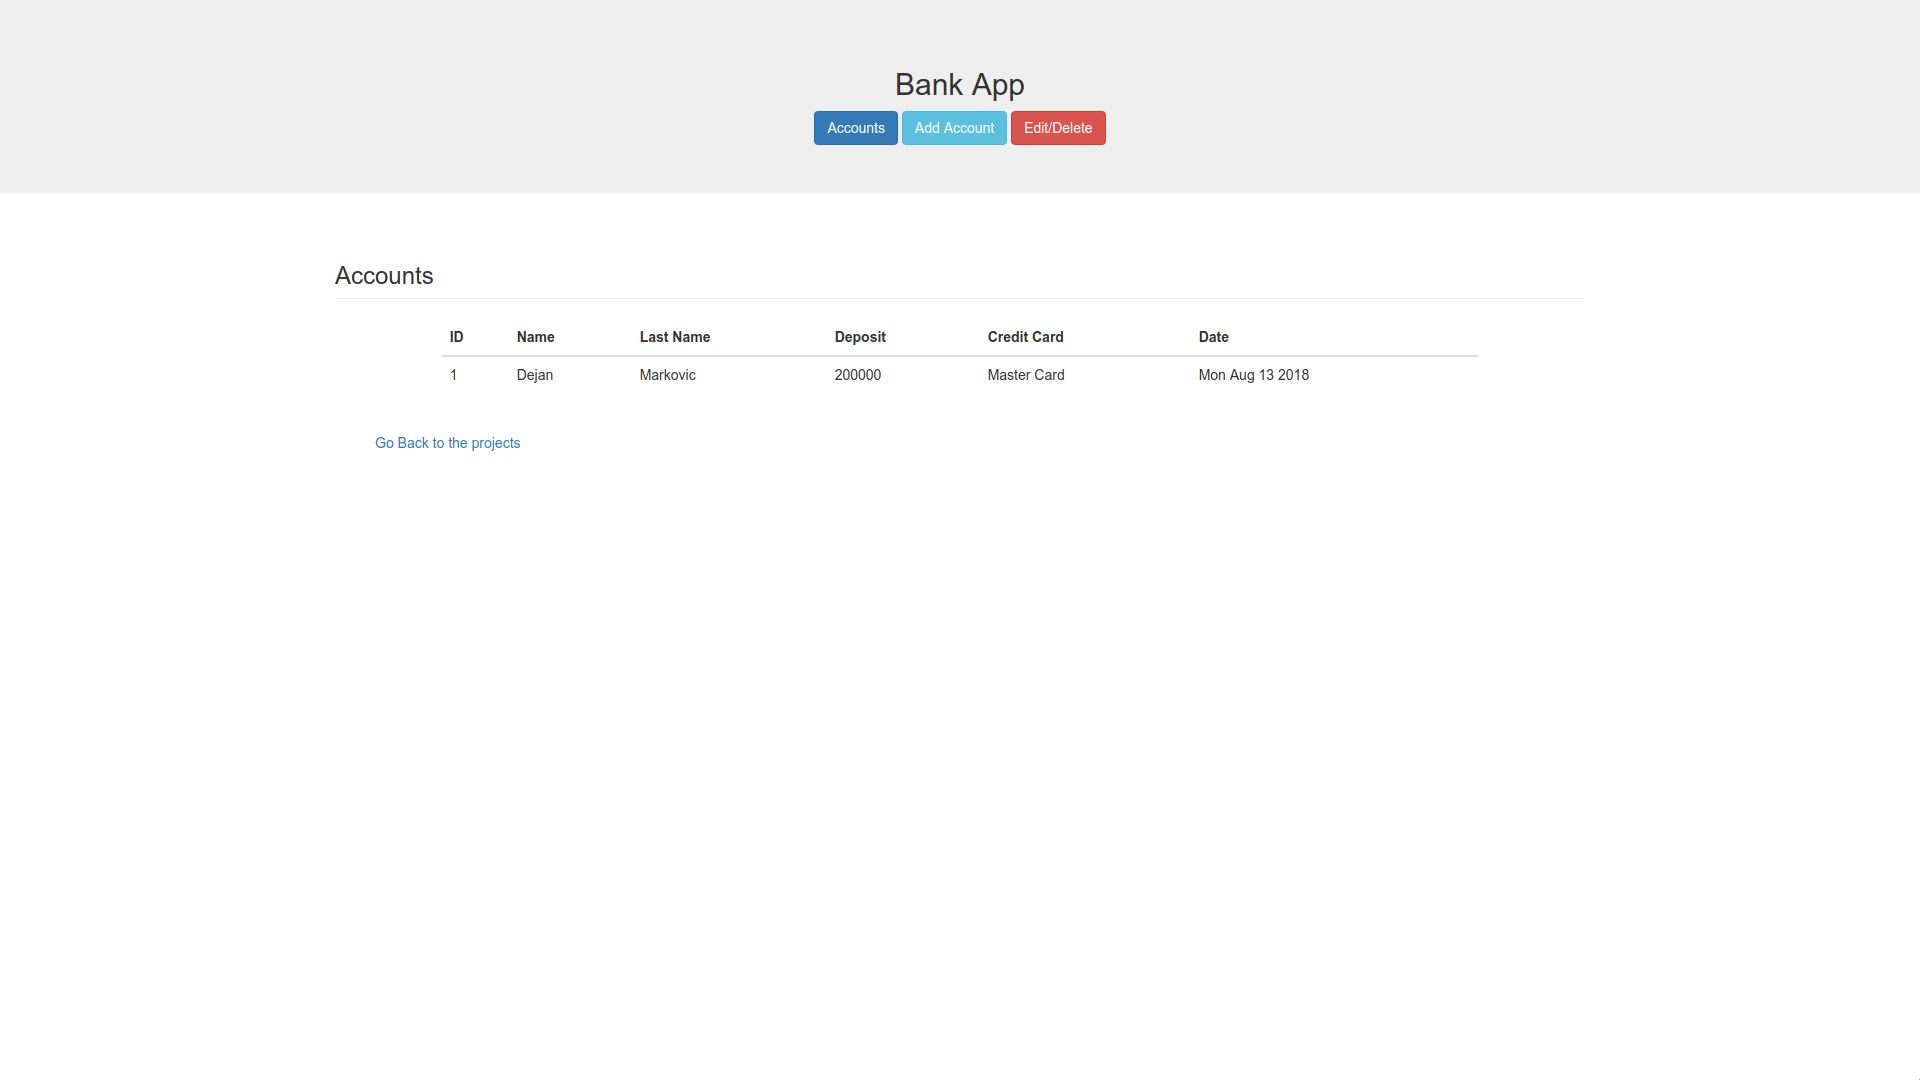 Bank App
Accounts Add Account Edit/Delete
Accounts
ID Name Last Name Deposit Credit Card Date
1 Dejan Markovic 200000 Master Card Mon Aug 13 2018
Go Back to the projects